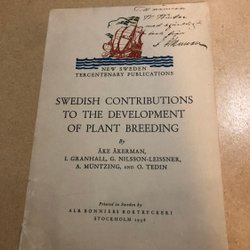 NEW SWEDEN
TERCENTENARY PUBLICATIONS
SWEDISH CONTRIBUTIONS
TO THE DEVELOPMENT
OF PLANT BREEDING
By
ÅKE ÅKERMAN,
I. GRANHALL, G. NILSSON-LEISSNER,
A. MÜNTZING, AND O. TEDIN
Printed in Sweden by
ALB. BONNIERS BOKTRYCKERI
STOCKHOLM 1938